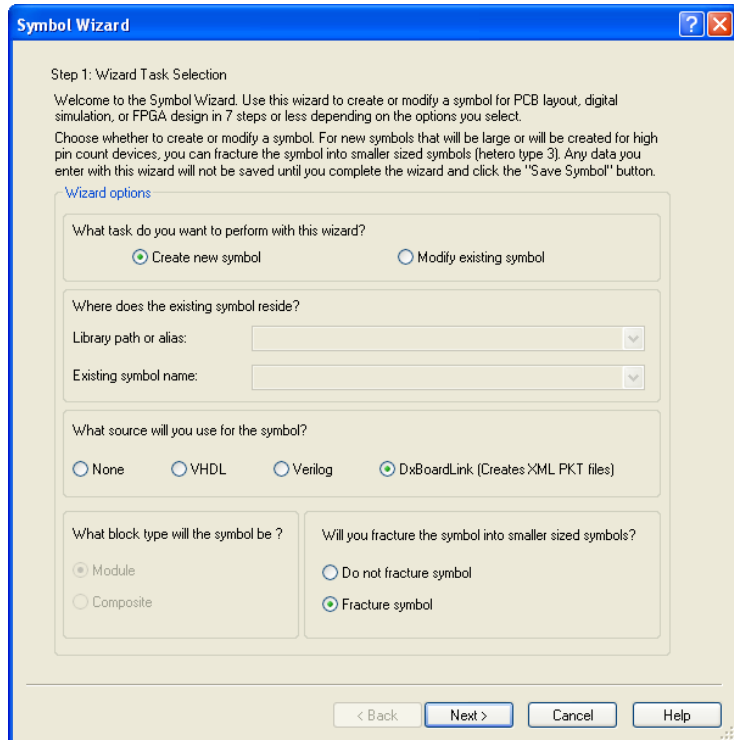 Symbol Wizard
Step 1: Wizard Task Selection
Welcome to the Symbol Wizard. Use this wizard to create or modify a symbol for PCB layout, digital
simulation, or FPGA design in 7 steps or less depending on the options you select.
Choose whether to create or modify a symbol. For new symbols that will be large or will be created for high
pin count devices, you can fracture the symbol into smaller sized symbols (hetero type 3). Any data you
enter with this wizard will not be saved until you complete the wizard and click the "Save Symbol" button.
Wizard options
What task do you want to perform with this wizard?
Create new symbol Modify existing symbol
Where does the existing symbol reside?
Library path or alias:
Existing symbol name:
What source will you use for the symbol?
None VHDL Verilog DxBoardLink (Creates XML PKT files)
What block type will the symbol be ?
Module
Composite
Will you fracture the symbol into smaller sized symbols?
Do not fracture symbol
Fracture symbol
< Back Next > Cancel Help